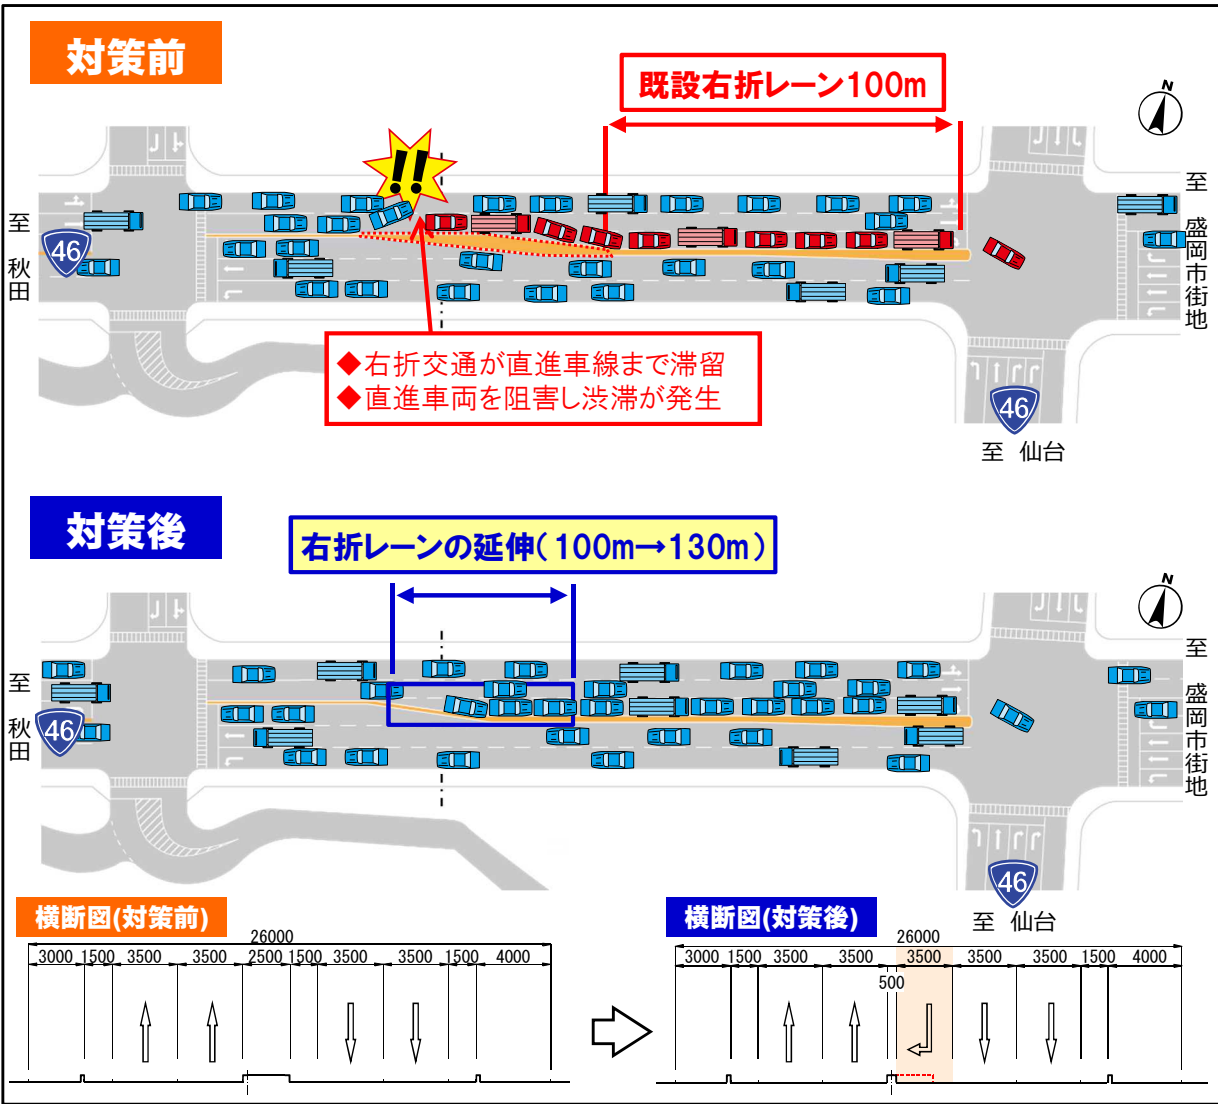 対策前
既設右折レーン100m
N
至 秋田
46
至 盛岡市街地
◆右折交通が直進車線まで滞留
◆直進車両を阻害し渋滞が発生
46
至 仙台
対策後
右折レーンの延伸(100m→130m)
N
至 秋田
46
至 盛岡市街地
46
至 仙台
横断図(対策前)
26000
3000 1500 3500 3500 2500 1500 3500 3500 1500 4000
横断図(対策後)
26000
3000 1500 3500 3500 3500 3500 3500 1500 4000
500